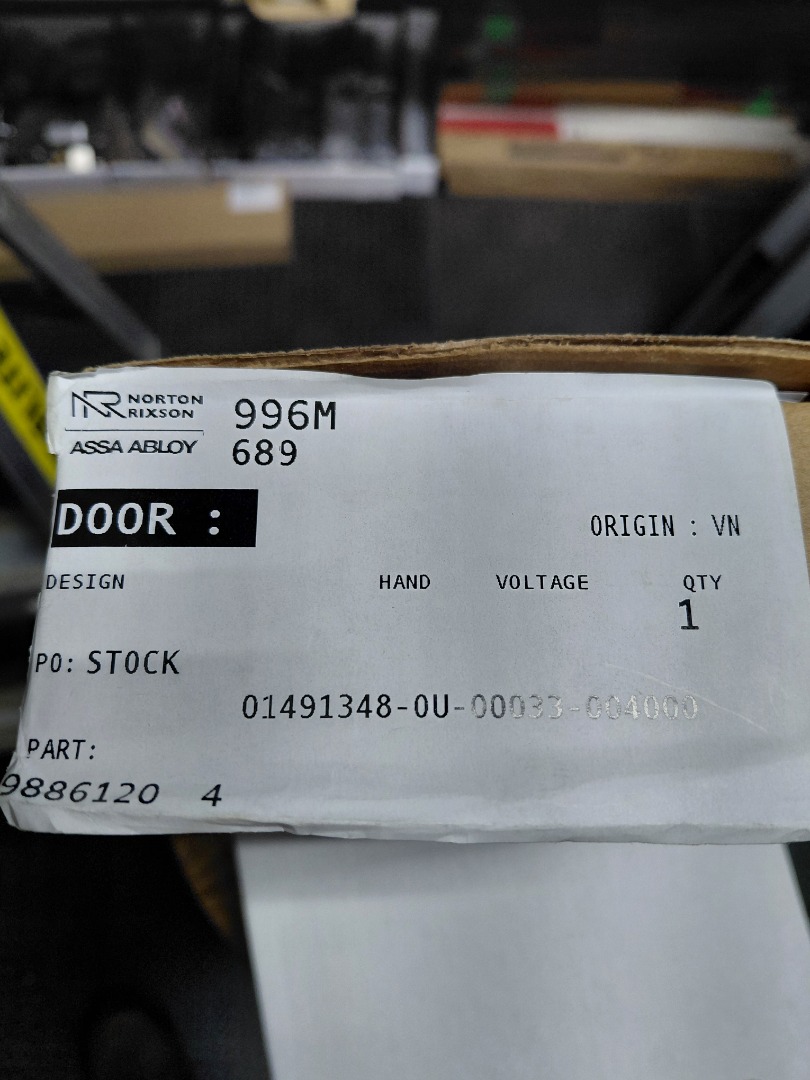 NORTON
RIXSON
ASSA ABLOY
996M
689
DOOR :
ORIGIN : VN
DESIGN HAND VOLTAGE QTY
1
PO: STOCK
01491348-0U-00033-004000
PART:
9886120 4